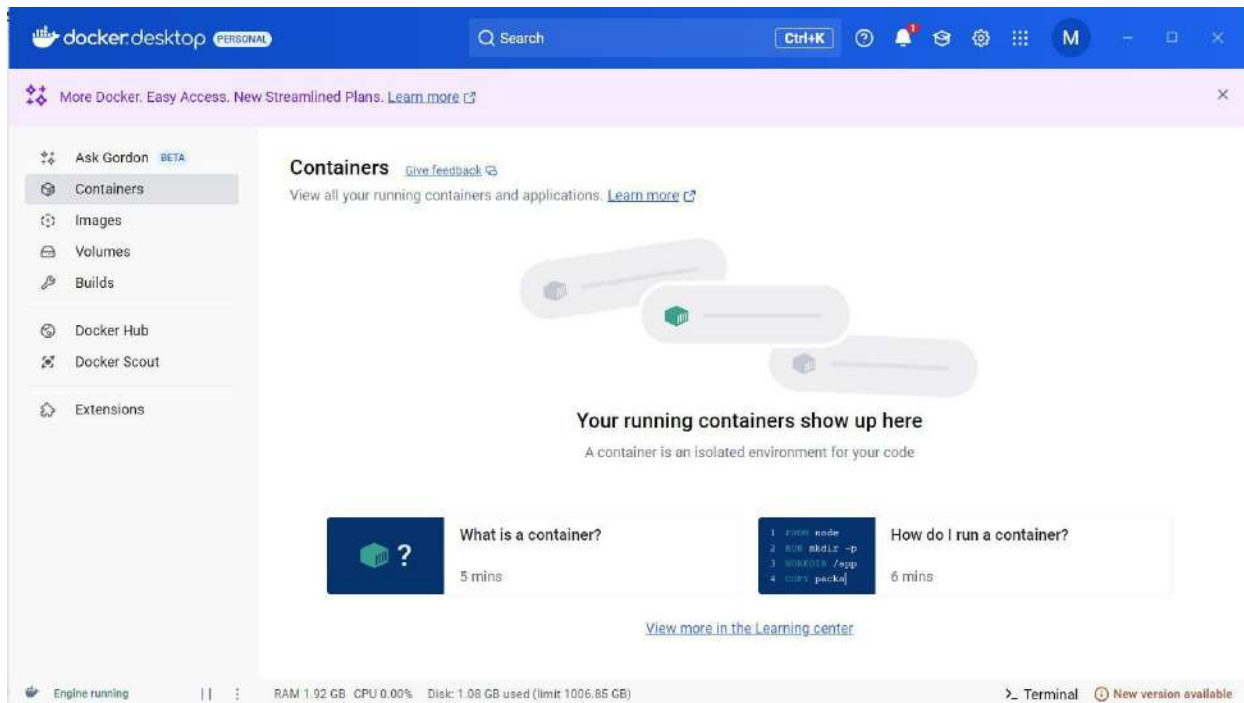 docker.desktop PERSONAL
Search
Ctrl+K
1
M
More Docker. Easy Access. New Streamlined Plans. Learn more
Ask Gordon BETA
Containers
Images
Volumes
Builds
Docker Hub
Docker Scout
Extensions
Containers Give feedback
View all your running containers and applications. Learn more
Your running containers show up here
A container is an isolated environment for your code
?
What is a container?
5 mins
1 FROM node
2 RUN mkdir -p
3 WORKDIR /app
4 COPY packa
How do I run a container?
6 mins
View more in the Learning center
Engine running
RAM 1.92 GB CPU 0.00% Disk: 1.08 GB used (limit 1006.85 GB)
>_ Terminal
New version available